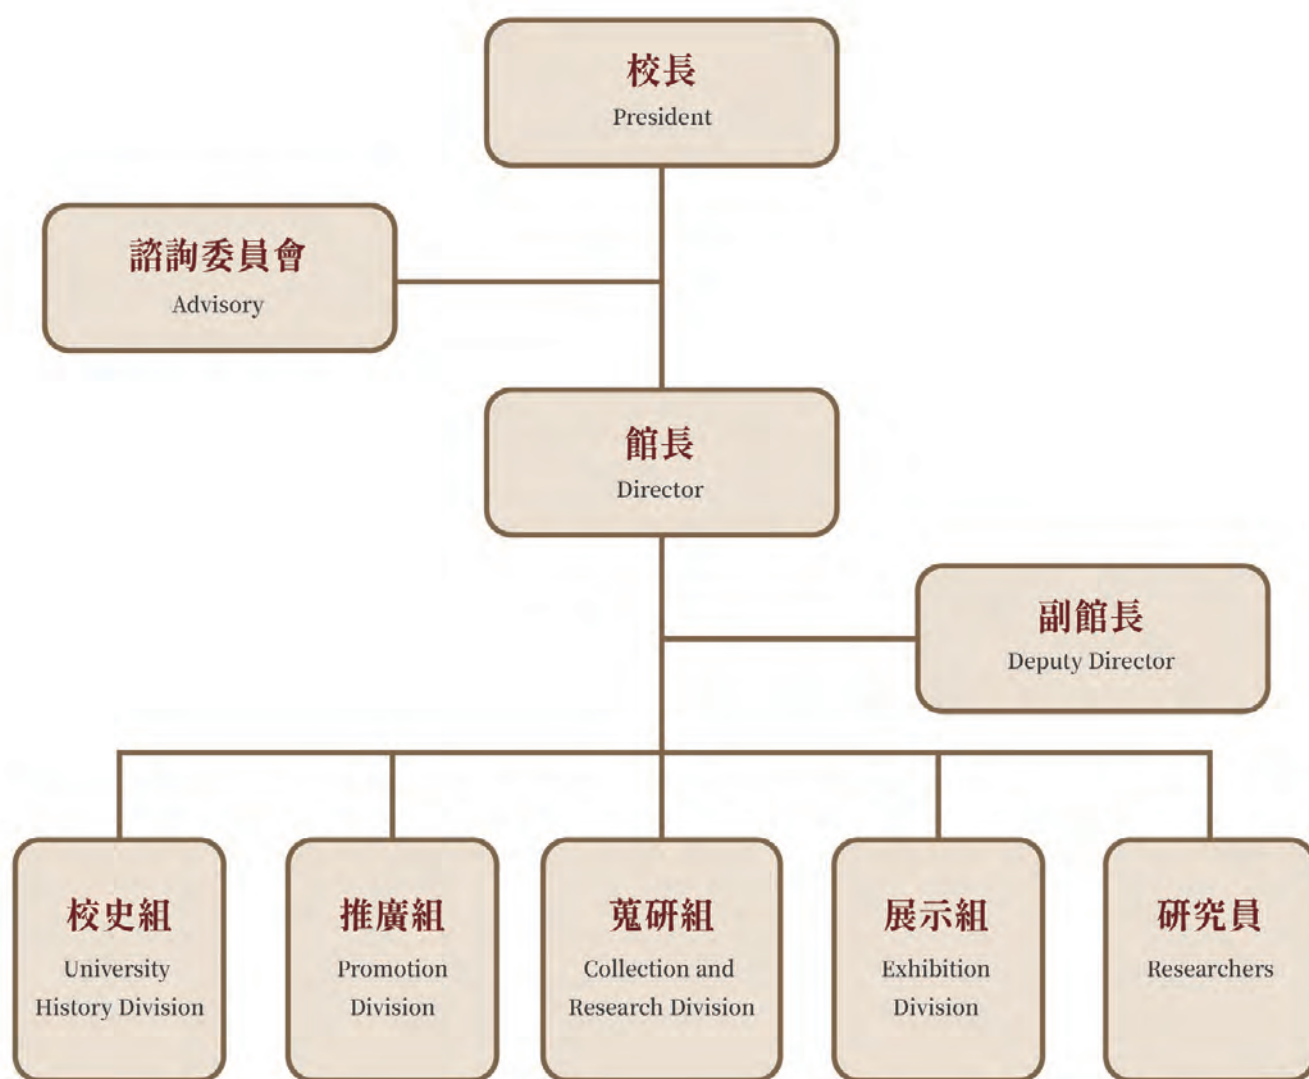 校長
President
諮詢委員會
Advisory
館長
Director
副館長
Deputy Director
校史組
University
History Division
推廣組
Promotion
Division
蒐研組
Collection and
Research Division
展示組
Exhibition
Division
研究員
Researchers